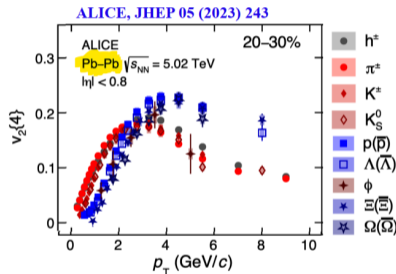 ALICE, JHEP 05 (2023) 243
ALICE
Pb–Pb √sNN = 5.02 TeV
|η| < 0.8
20–30%
v2{4}
0.3
0.2
0.1
0
0 2 4 6 8 10
pT (GeV/c)
h±
π±
K±
K0S
p(p̅)
Λ(Λ̅)
ϕ
Ξ(Ξ̅)
Ω(Ω̅)